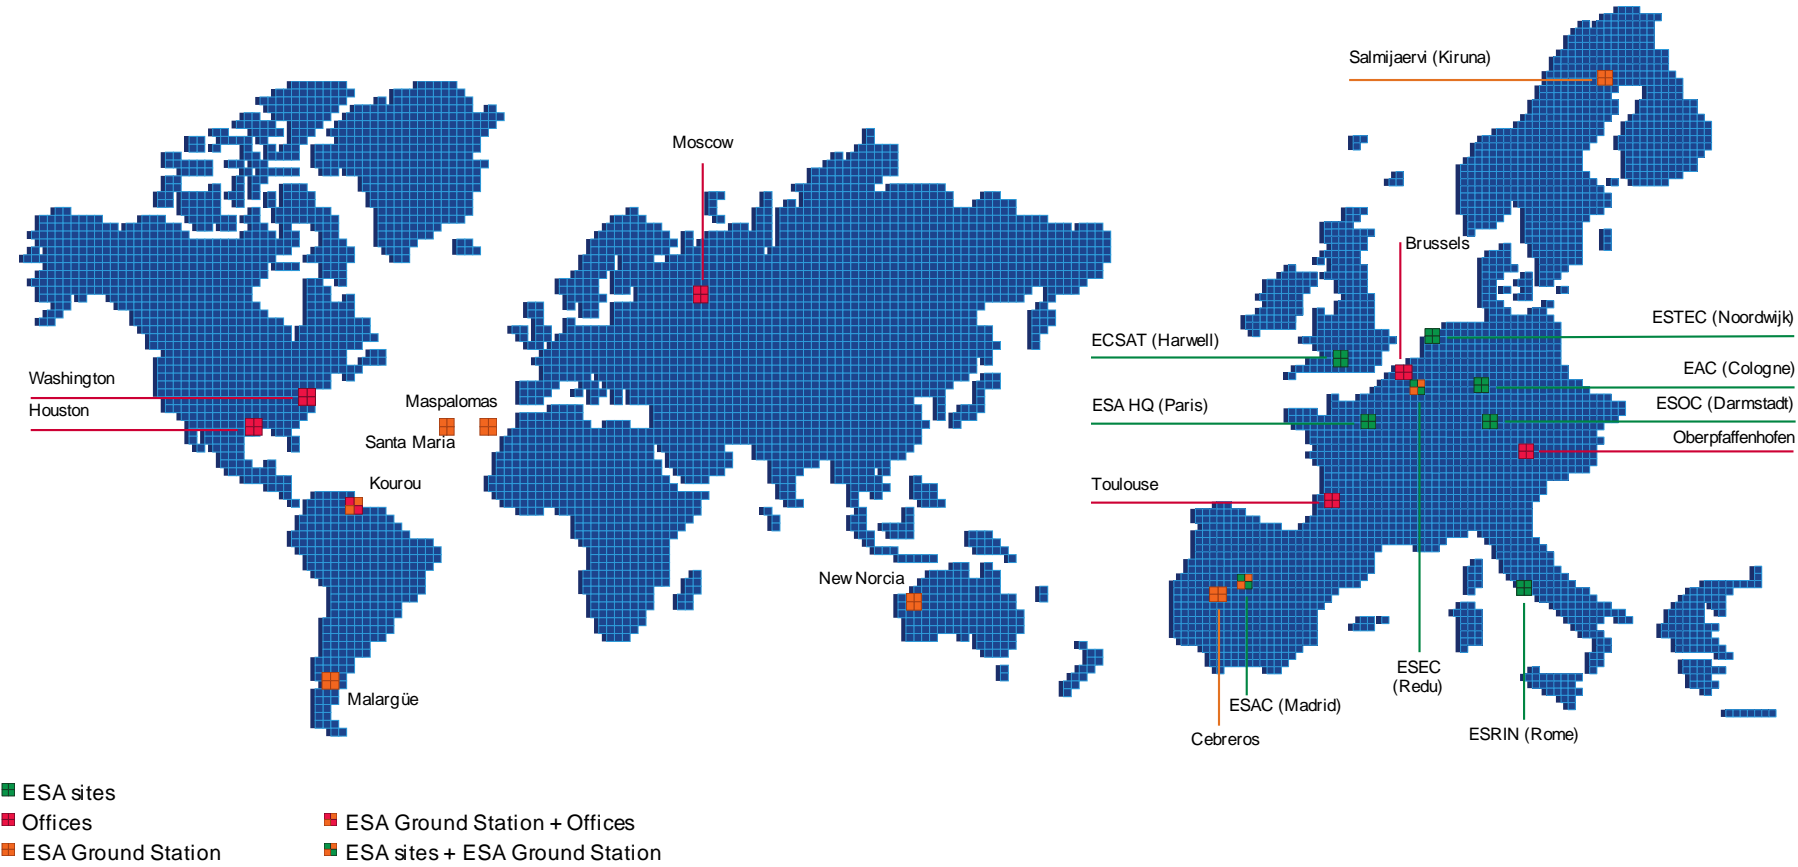 Salmijaervi (Kiruna)
Moscow
Brussels
ESTEC (Noordwijk)
ECSAT (Harwell)
EAC (Cologne)
Washington
Maspalomas
ESA HQ (Paris)
ESOC (Darmstadt)
Houston
Santa Maria
Oberpfaffenhofen
Kourou
Toulouse
New Norcia
ESEC
(Redu)
Malargüe
ESAC (Madrid)
Cebreros
ESRIN (Rome)
ESA sites
Offices
ESA Ground Station
ESA Ground Station + Offices
ESA sites + ESA Ground Station